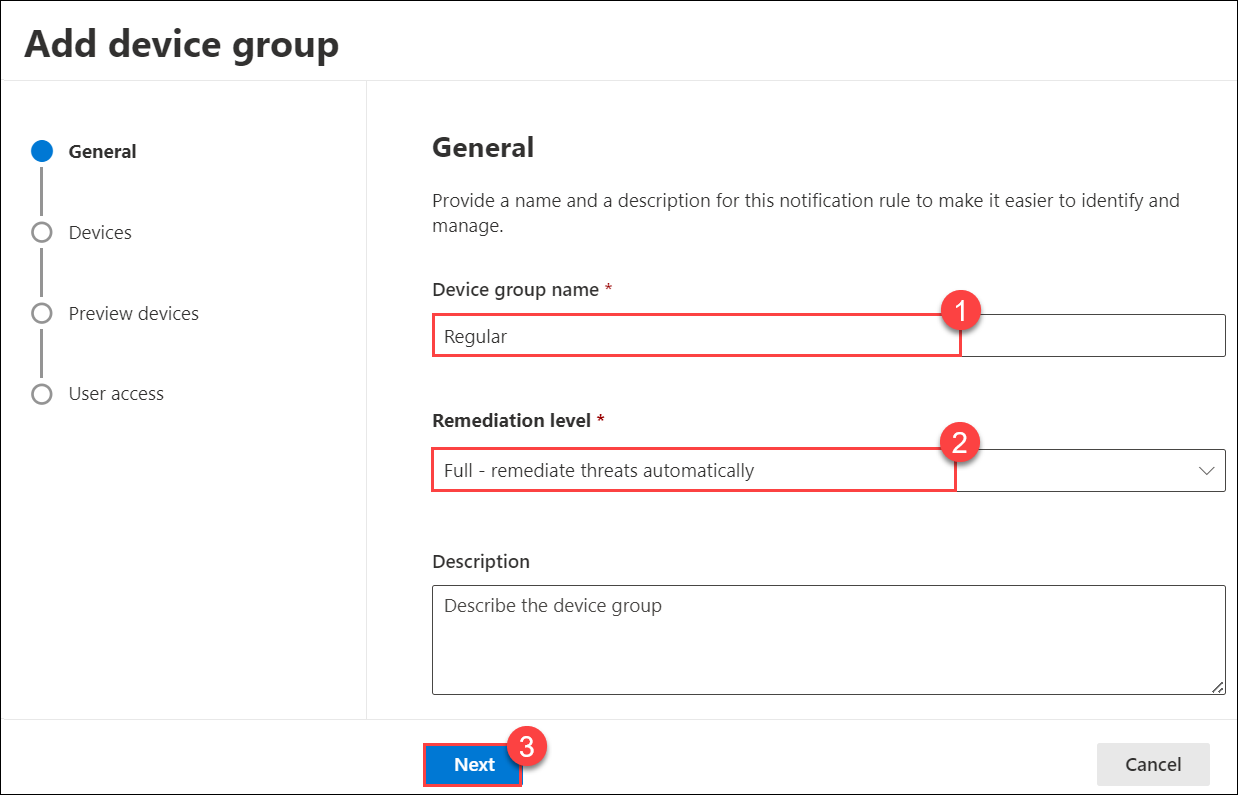 Add device group
General
Devices
Preview devices
User access
General
Provide a name and a description for this notification rule to make it easier to identify and
manage.
Device group name *
1
Regular
Remediation level *
2
Full - remediate threats automatically
Description
Describe the device group
Next
3
Cancel